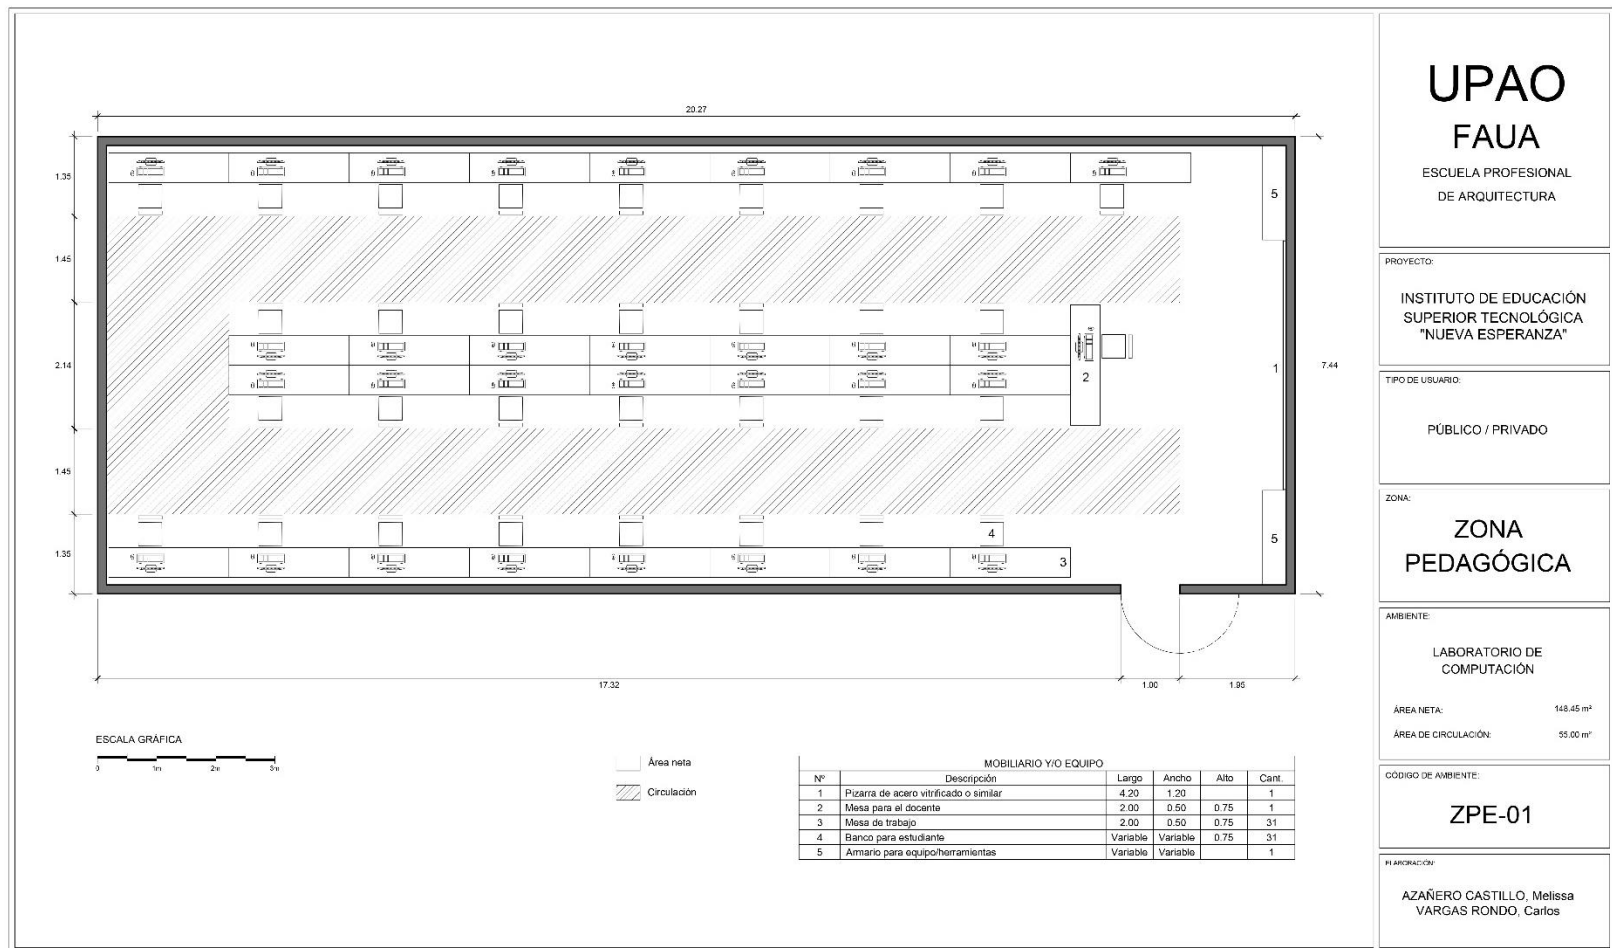 20.27
1.35
1.45
2.14
1.45
1.35
7.44
5
1
2
4
3
5
17.32
1.00
1.95
ESCALA GRÁFICA
0 1m 2m 3m
Área neta
Circulación
MOBILIARIO Y/O EQUIPO
Nº Descripción Largo Ancho Alto Cant.
1 Pizarra de acero vitrificado o similar 4.20 1.20 1
2 Mesa para el docente 2.00 0.50 0.75 1
3 Mesa de trabajo 2.00 0.50 0.75 31
4 Banco para estudiante Variable Variable 0.75 31
5 Armario para equipo/herramientas Variable Variable 1
UPAO
FAUA
ESCUELA PROFESIONAL
DE ARQUITECTURA
PROYECTO:
INSTITUTO DE EDUCACIÓN
SUPERIOR TECNOLÓGICA
"NUEVA ESPERANZA"
TIPO DE USUARIO:
PÚBLICO / PRIVADO
ZONA:
ZONA
PEDAGÓGICA
AMBIENTE:
LABORATORIO DE
COMPUTACIÓN
ÁREA NETA: 148.45 m²
ÁREA DE CIRCULACIÓN: 55.00 m²
CÓDIGO DE AMBIENTE:
ZPE-01
ELABORACIÓN:
AZAÑERO CASTILLO, Melissa
VARGAS RONDO, Carlos